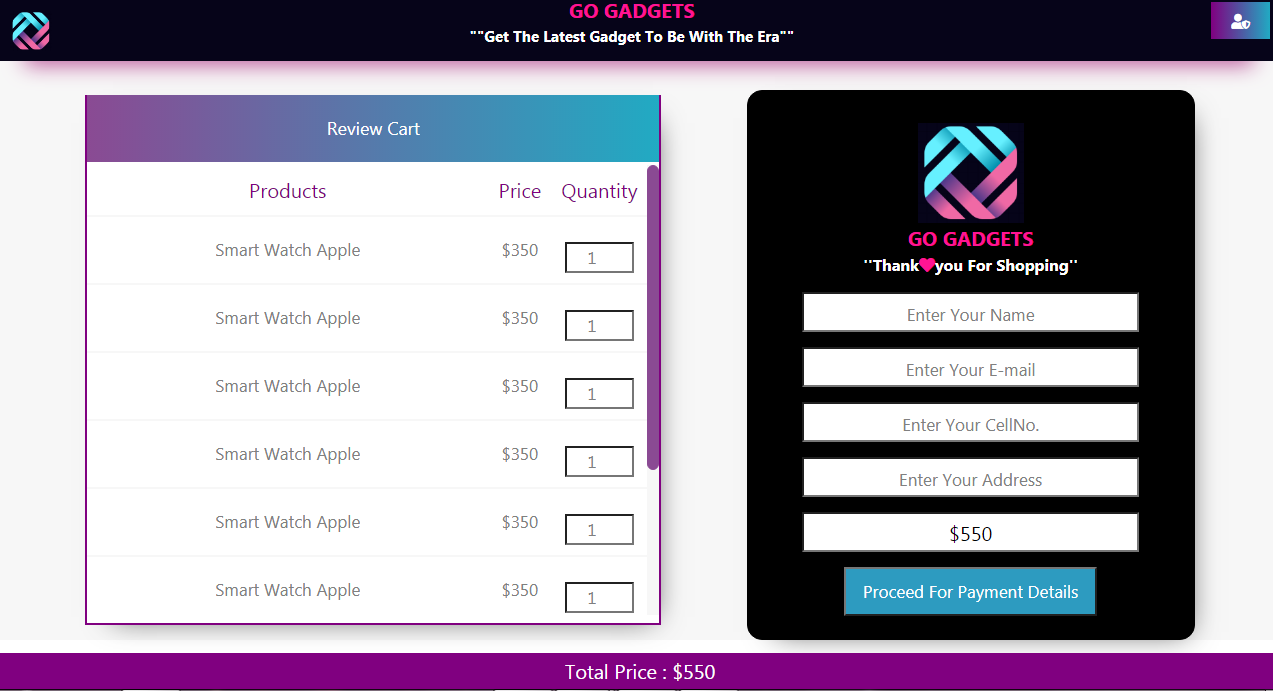 GO GADGETS
""Get The Latest Gadget To Be With The Era""
Review Cart
Products Price Quantity
Smart Watch Apple $350 1
Smart Watch Apple $350 1
Smart Watch Apple $350 1
Smart Watch Apple $350 1
Smart Watch Apple $350 1
Smart Watch Apple $350 1
GO GADGETS
''Thank you For Shopping''
Enter Your Name
Enter Your E-mail
Enter Your CellNo.
Enter Your Address
$550
Proceed For Payment Details
Total Price : $550